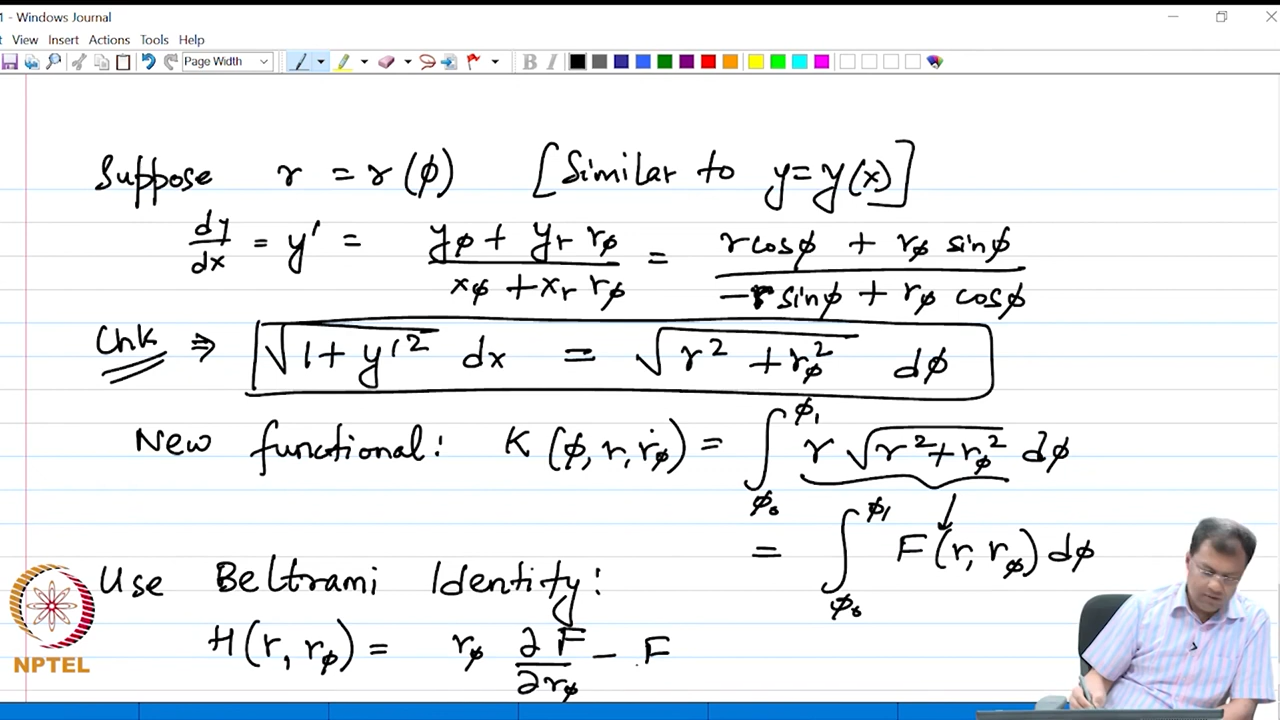 1 - Windows Journal
View Insert Actions Tools Help
Page Width
B I
Suppose r = r(ϕ) [Similar to y=y(x)]
dy/dx = y' = (yϕ + yr rϕ)/(xϕ + xr rϕ) = (r cosϕ + rϕ sinϕ)/(-r sinϕ + rϕ cosϕ)
Chk ⇒ √(1+y'²) dx = √(r² + rϕ²) dϕ
New functional: K(ϕ, r, ṙϕ) = ∫ϕ₀^ϕ₁ r √(r²+rϕ²) dϕ
= ∫ϕ₀^ϕ₁ F(r, rϕ) dϕ
Use Beltrami Identity:
H(r, rϕ) = rϕ ∂F/∂rϕ - F
NPTEL